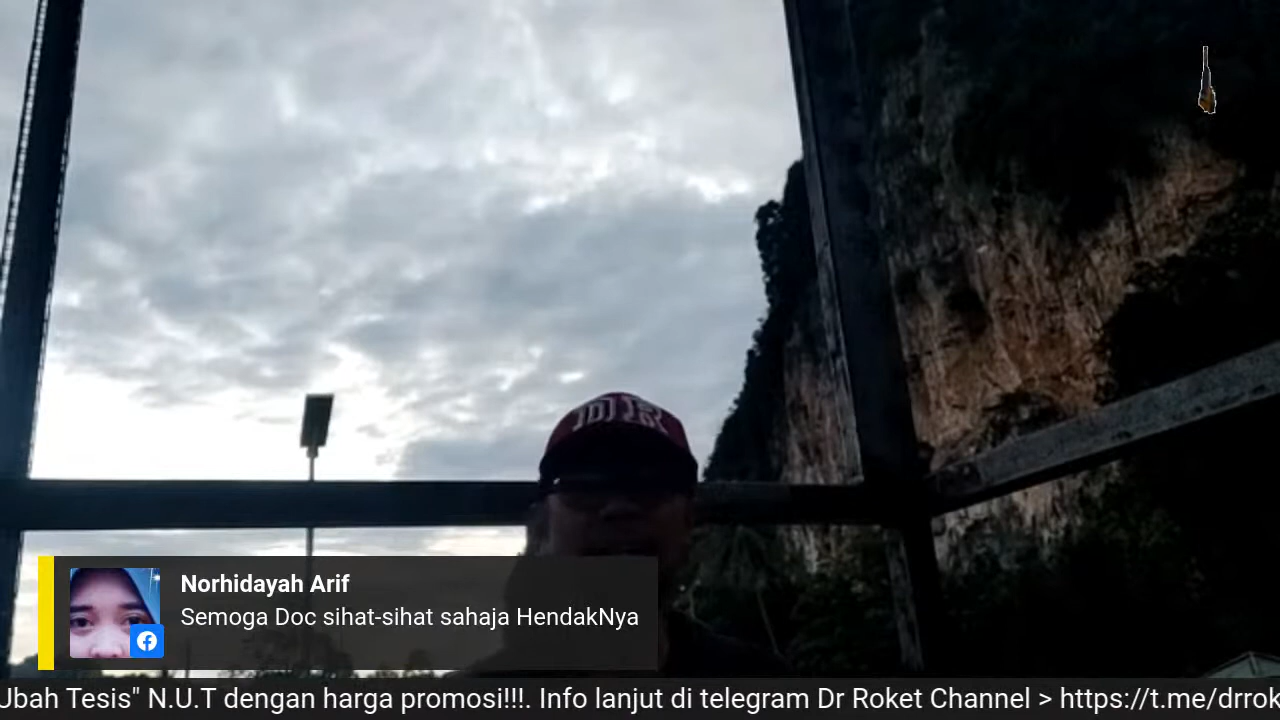 Norhidayah Arif
Semoga Doc sihat-sihat sahaja HendakNya
Ubah Tesis" N.U.T dengan harga promosi!!!. Info lanjut di telegram Dr Roket Channel > https://t.me/drrok